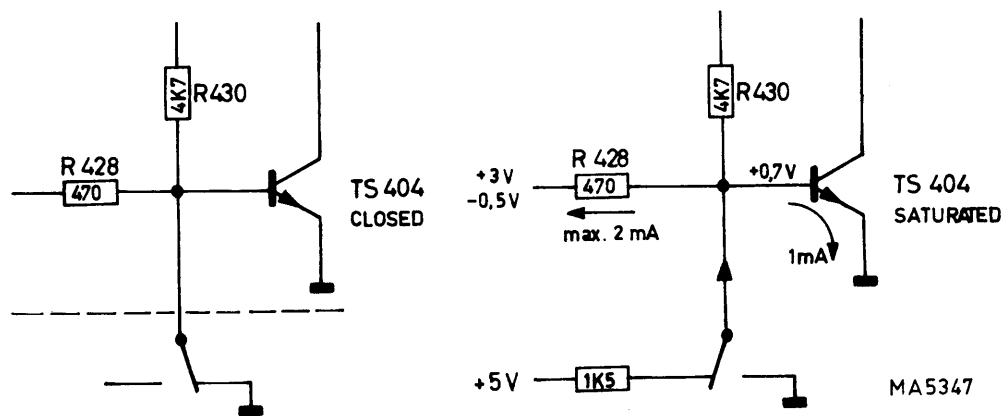 4K7
R430
R 428
470
TS 404
CLOSED
4K7
R430
+3V
-0,5V
R 428
470
max. 2 mA
+0,7V
TS 404
SATURATED
1mA
+5V
1K5
MA5347